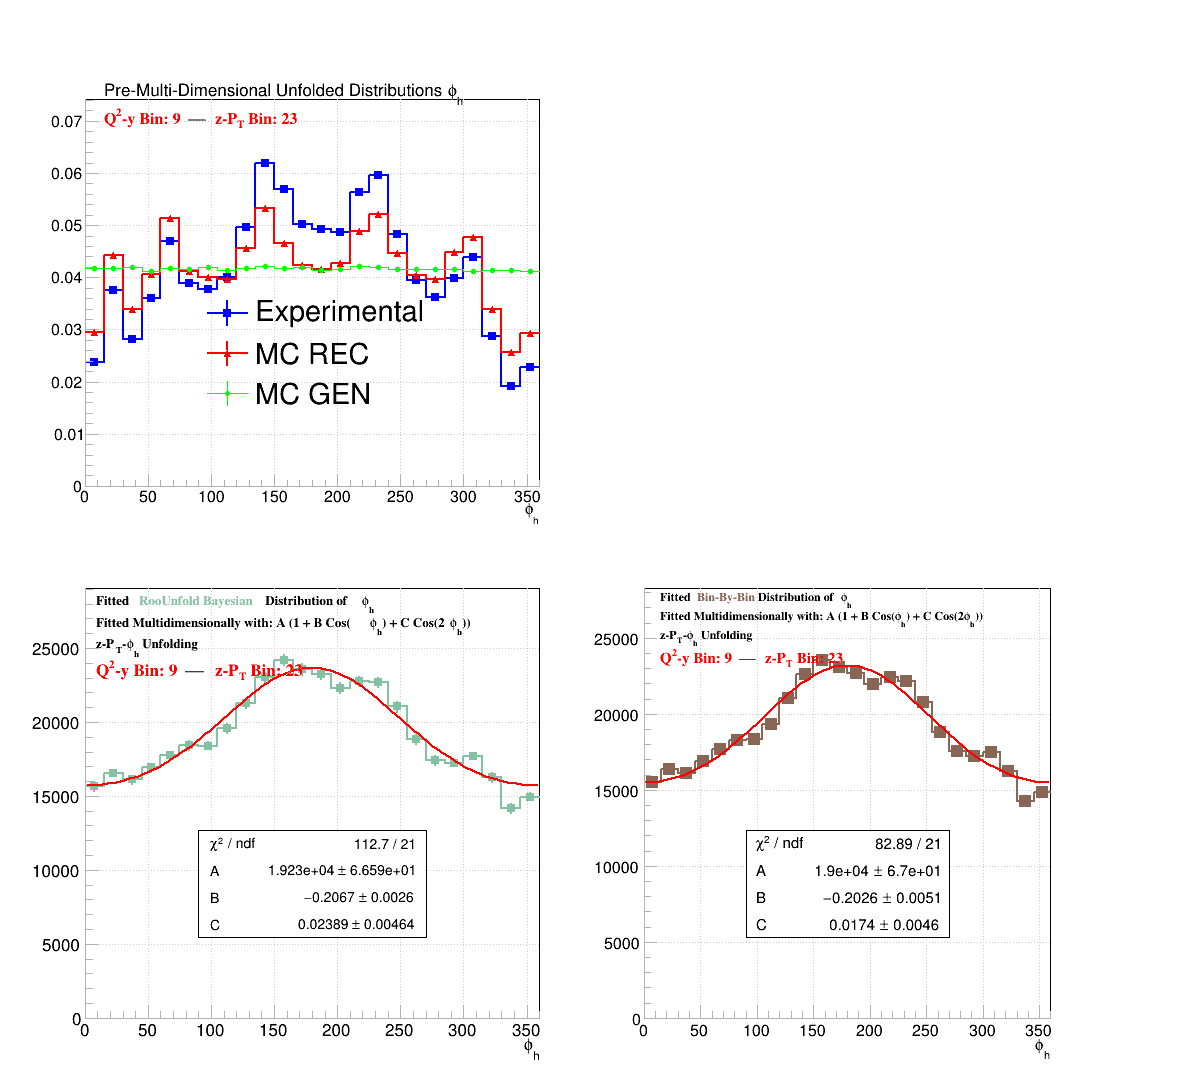 Pre-Multi-Dimensional Unfolded Distributions ϕh
Q2-y Bin: 9 — z-PT Bin: 23
0.07
0.06
0.05
0.04
0.03
0.02
0.01
0
Experimental
MC REC
MC GEN
0 50 100 150 200 250 300 350
ϕh
Fitted RooUnfold Bayesian Distribution of ϕh
Fitted Multidimensionally with: A (1 + B Cos( ϕh) + C Cos(2 ϕh))
z-PT-ϕh Unfolding
Q2-y Bin: 9 — z-PT Bin: 23
25000
20000
15000
10000
5000
0
χ2 / ndf 112.7 / 21
A 1.923e+04 ± 6.659e+01
B −0.2067 ± 0.0026
C 0.02389 ± 0.00464
0 50 100 150 200 250 300 350
ϕh
Fitted Bin-By-Bin Distribution of ϕh
Fitted Multidimensionally with: A (1 + B Cos(ϕh) + C Cos(2ϕh))
z-PT-ϕh Unfolding
Q2-y Bin: 9 — z-PT Bin: 23
25000
20000
15000
10000
5000
0
χ2 / ndf 82.89 / 21
A 1.9e+04 ± 6.7e+01
B −0.2026 ± 0.0051
C 0.0174 ± 0.0046
0 50 100 150 200 250 300 350
ϕh